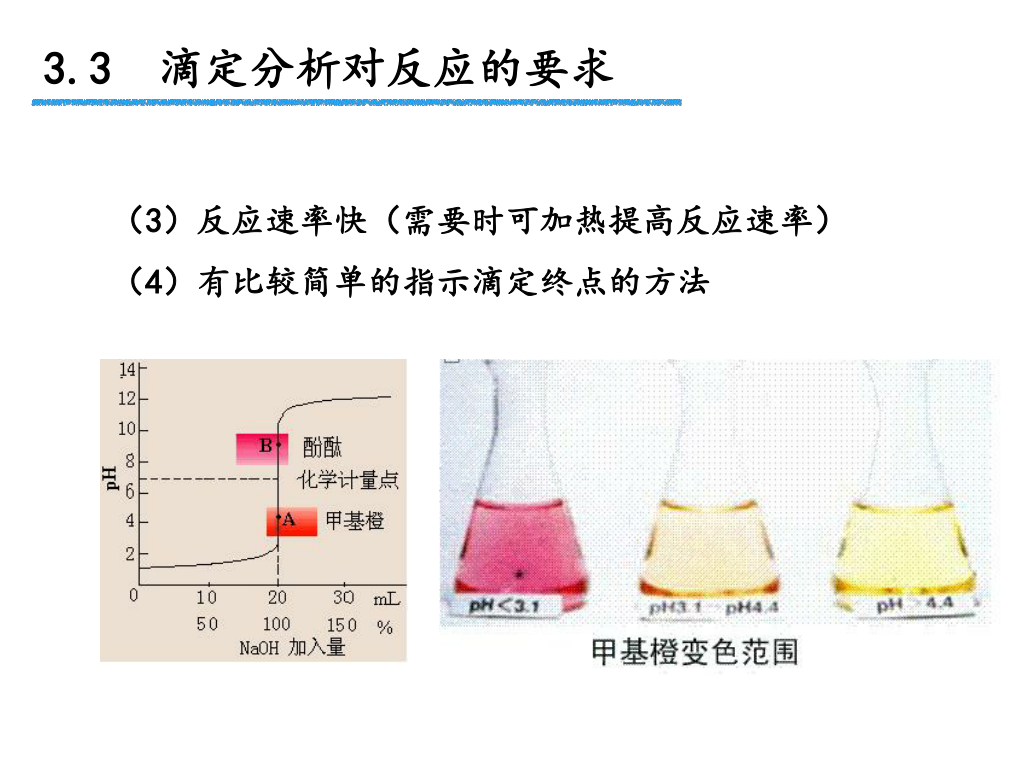 3.3 滴定分析对反应的要求
（3）反应速率快（需要时可加热提高反应速率）
（4）有比较简单的指示滴定终点的方法
14
12
10
8
6
4
2
pH
B
酚酞
化学计量点
A
甲基橙
0 10 20 30 mL
50 100 150 %
NaOH 加入量
pH<3.1
pH3.1 pH4.4
pH>4.4
甲基橙变色范围